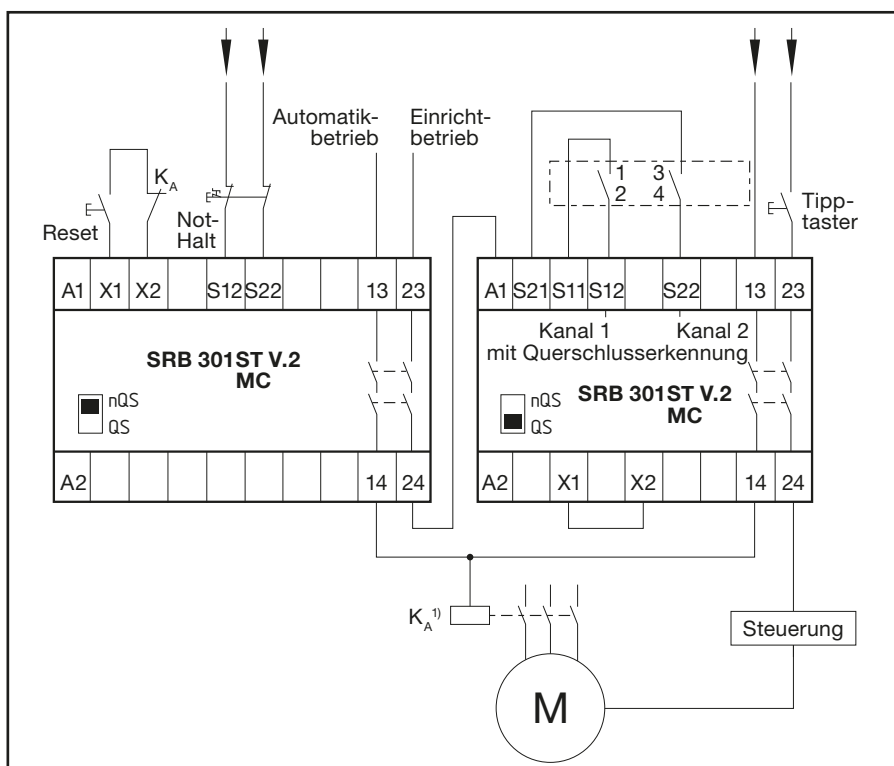 Automatik-
betrieb
Einricht-
betrieb
K_A
Reset
Not-
Halt
1
2
3
4
Tipp-
taster
A1 X1 X2 S12 S22 13 23
SRB 301ST V.2
MC
nQS
QS
A2 14 24
A1 S21 S11 S12 S22 13 23
Kanal 1 Kanal 2
mit Querschlusserkennung
nQS
QS
SRB 301ST V.2
MC
A2 X1 X2 14 24
K_A 1)
Steuerung
M